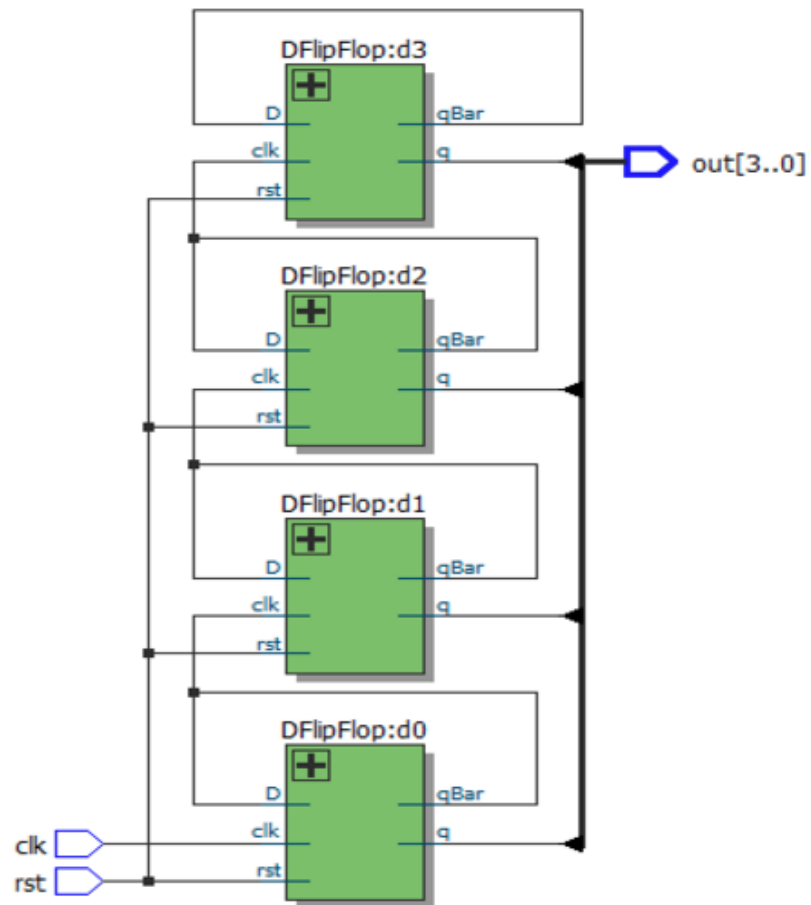 DFlipFlop:d3
D
qBar
clk
q
rst
out[3..0]
DFlipFlop:d2
D
qBar
clk
q
rst
DFlipFlop:d1
D
qBar
clk
q
rst
DFlipFlop:d0
D
qBar
clk
clk
q
rst
rst